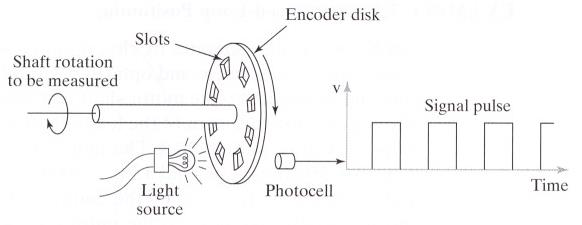 Encoder disk
Slots
Shaft rotation
to be measured
v
Signal pulse
Light
source
Photocell
Time